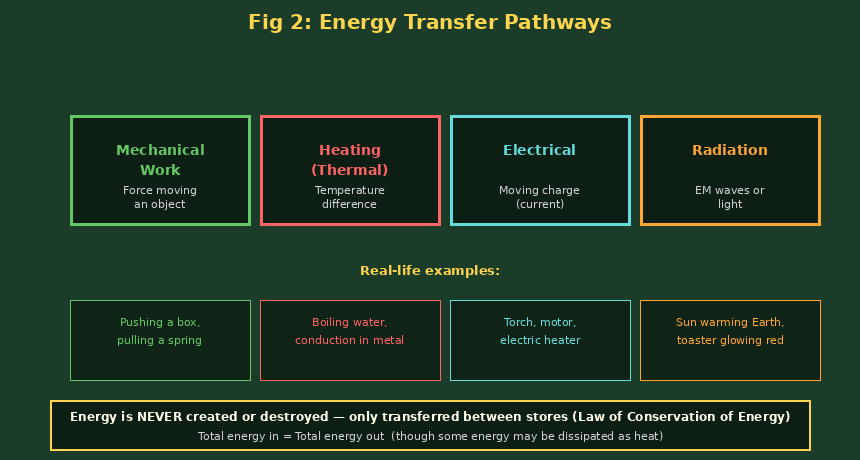 Fig 2: Energy Transfer Pathways
Mechanical
Work
Force moving
an object
Heating
(Thermal)
Temperature
difference
Electrical
Moving charge
(current)
Radiation
EM waves or
light
Real-life examples:
Pushing a box,
pulling a spring
Boiling water,
conduction in metal
Torch, motor,
electric heater
Sun warming Earth,
toaster glowing red
Energy is NEVER created or destroyed — only transferred between stores (Law of Conservation of Energy)
Total energy in = Total energy out  (though some energy may be dissipated as heat)